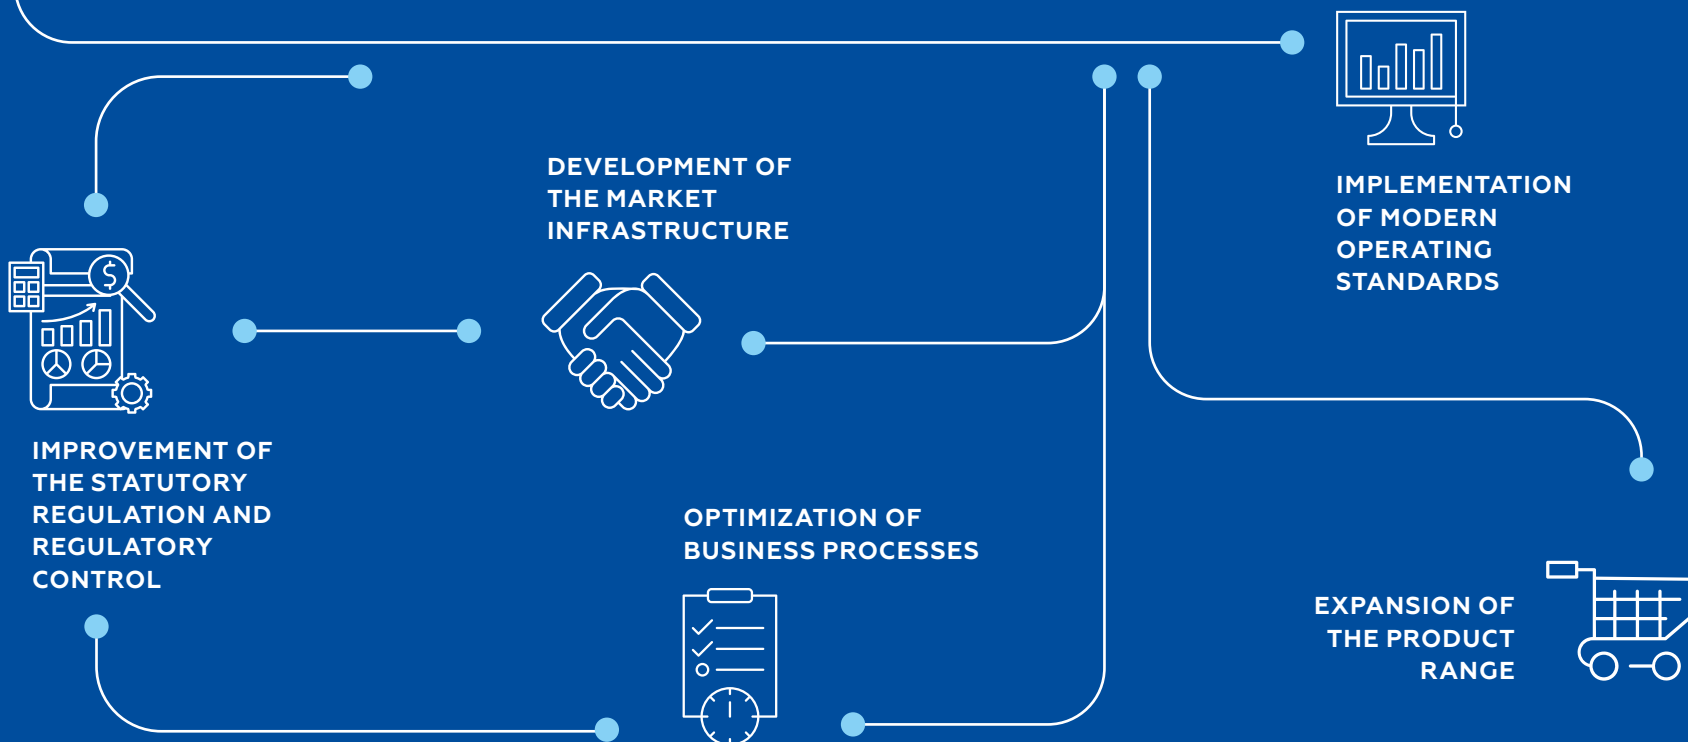 DEVELOPMENT OF
THE MARKET
INFRASTRUCTURE
IMPLEMENTATION
OF MODERN
OPERATING
STANDARDS
$
IMPROVEMENT OF
THE STATUTORY
REGULATION AND
REGULATORY
CONTROL
OPTIMIZATION OF
BUSINESS PROCESSES
EXPANSION OF
THE PRODUCT
RANGE